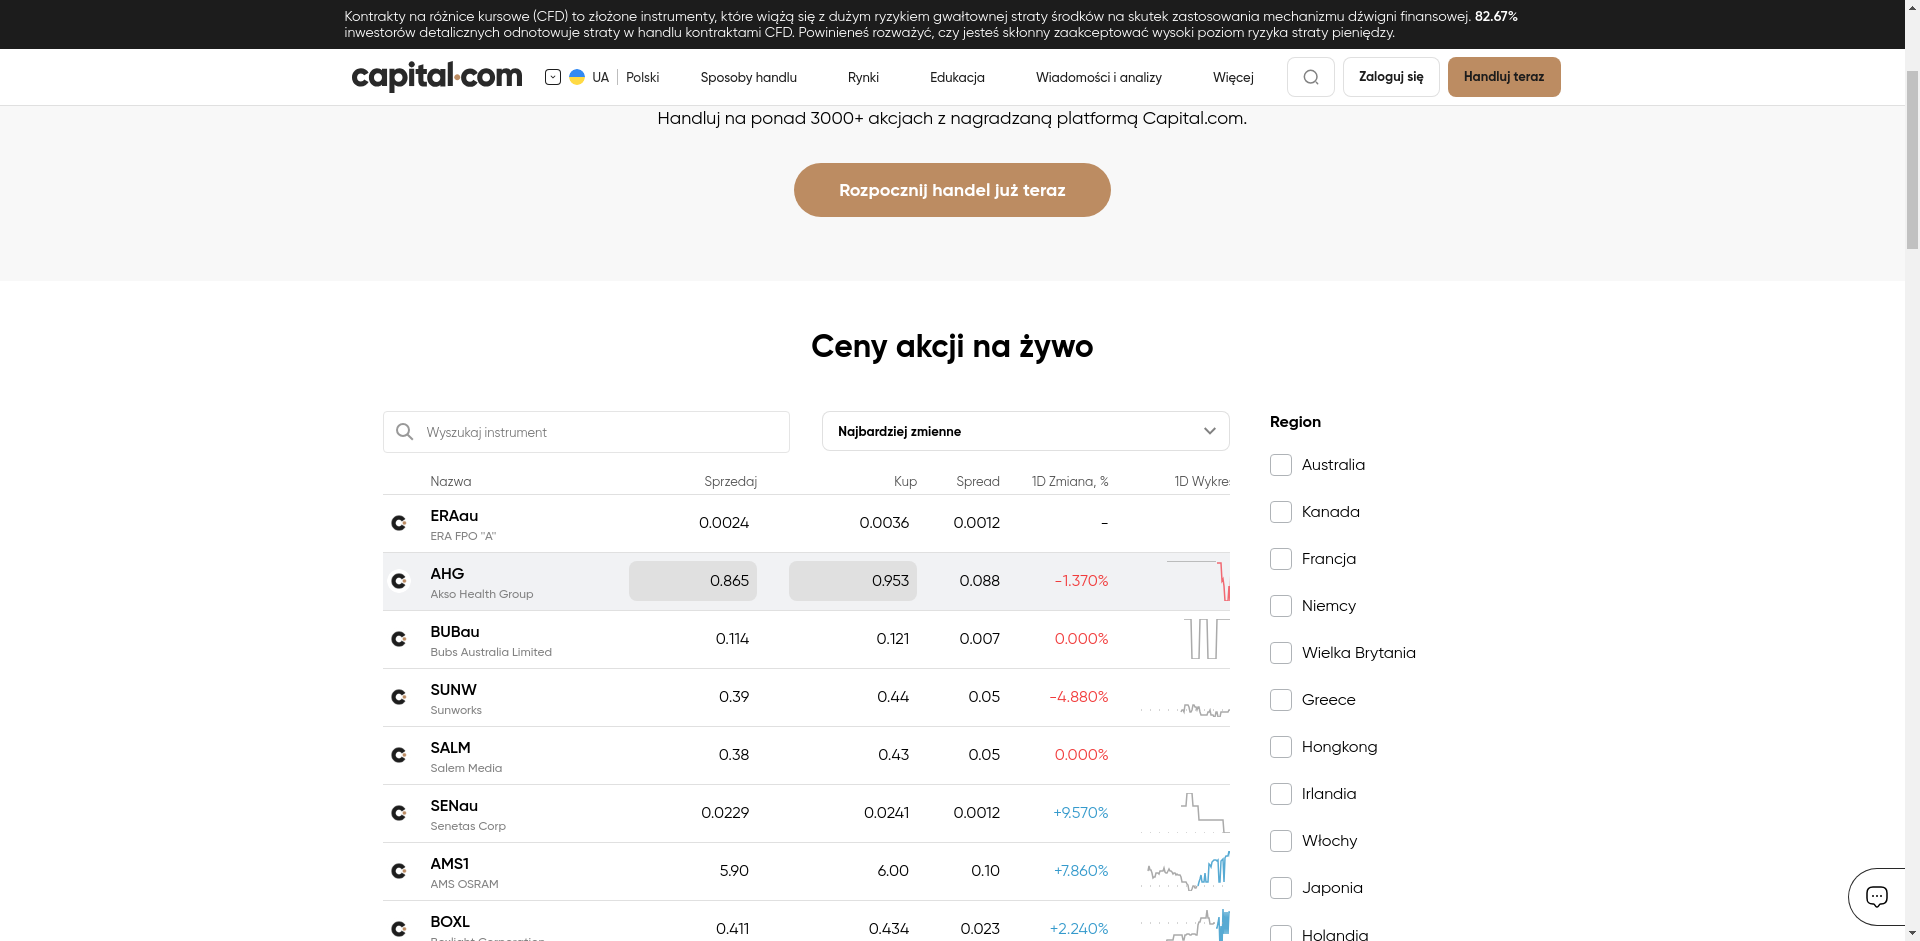 Kontrakty na różnice kursowe (CFD) to złożone instrumenty, które wiążą się z dużym ryzykiem gwałtownej straty środków na skutek zastosowania mechanizmu dźwigni finansowej. 82.67%
inwestorów detalicznych odnotowuje straty w handlu kontraktami CFD. Powinieneś rozważyć, czy jesteś skłonny zaakceptować wysoki poziom ryzyka straty pieniędzy.
capital.com UA Polski Sposoby handlu Rynki Edukacja Wiadomości i analizy Więcej Zaloguj się Handluj teraz
Handluj na ponad 3000+ akcjach z nagradzaną platformą Capital.com.
Rozpocznij handel już teraz
Ceny akcji na żywo
Wyszukaj instrument
Najbardziej zmienne
Nazwa Sprzedaj Kup Spread 1D Zmiana, % 1D Wykres
ERAau 0.0024 0.0036 0.0012 -
ERA FPO "A"
AHG 0.865 0.953 0.088 -1.370%
Akso Health Group
BUBau 0.114 0.121 0.007 0.000%
Bubs Australia Limited
SUNW 0.39 0.44 0.05 -4.880%
Sunworks
SALM 0.38 0.43 0.05 0.000%
Salem Media
SENau 0.0229 0.0241 0.0012 +9.570%
Senetas Corp
AMS1 5.90 6.00 0.10 +7.860%
AMS OSRAM
BOXL 0.411 0.434 0.023 +2.240%
Boxlight Corporation
Region
Australia
Kanada
Francja
Niemcy
Wielka Brytania
Greece
Hongkong
Irlandia
Włochy
Japonia
Holandia